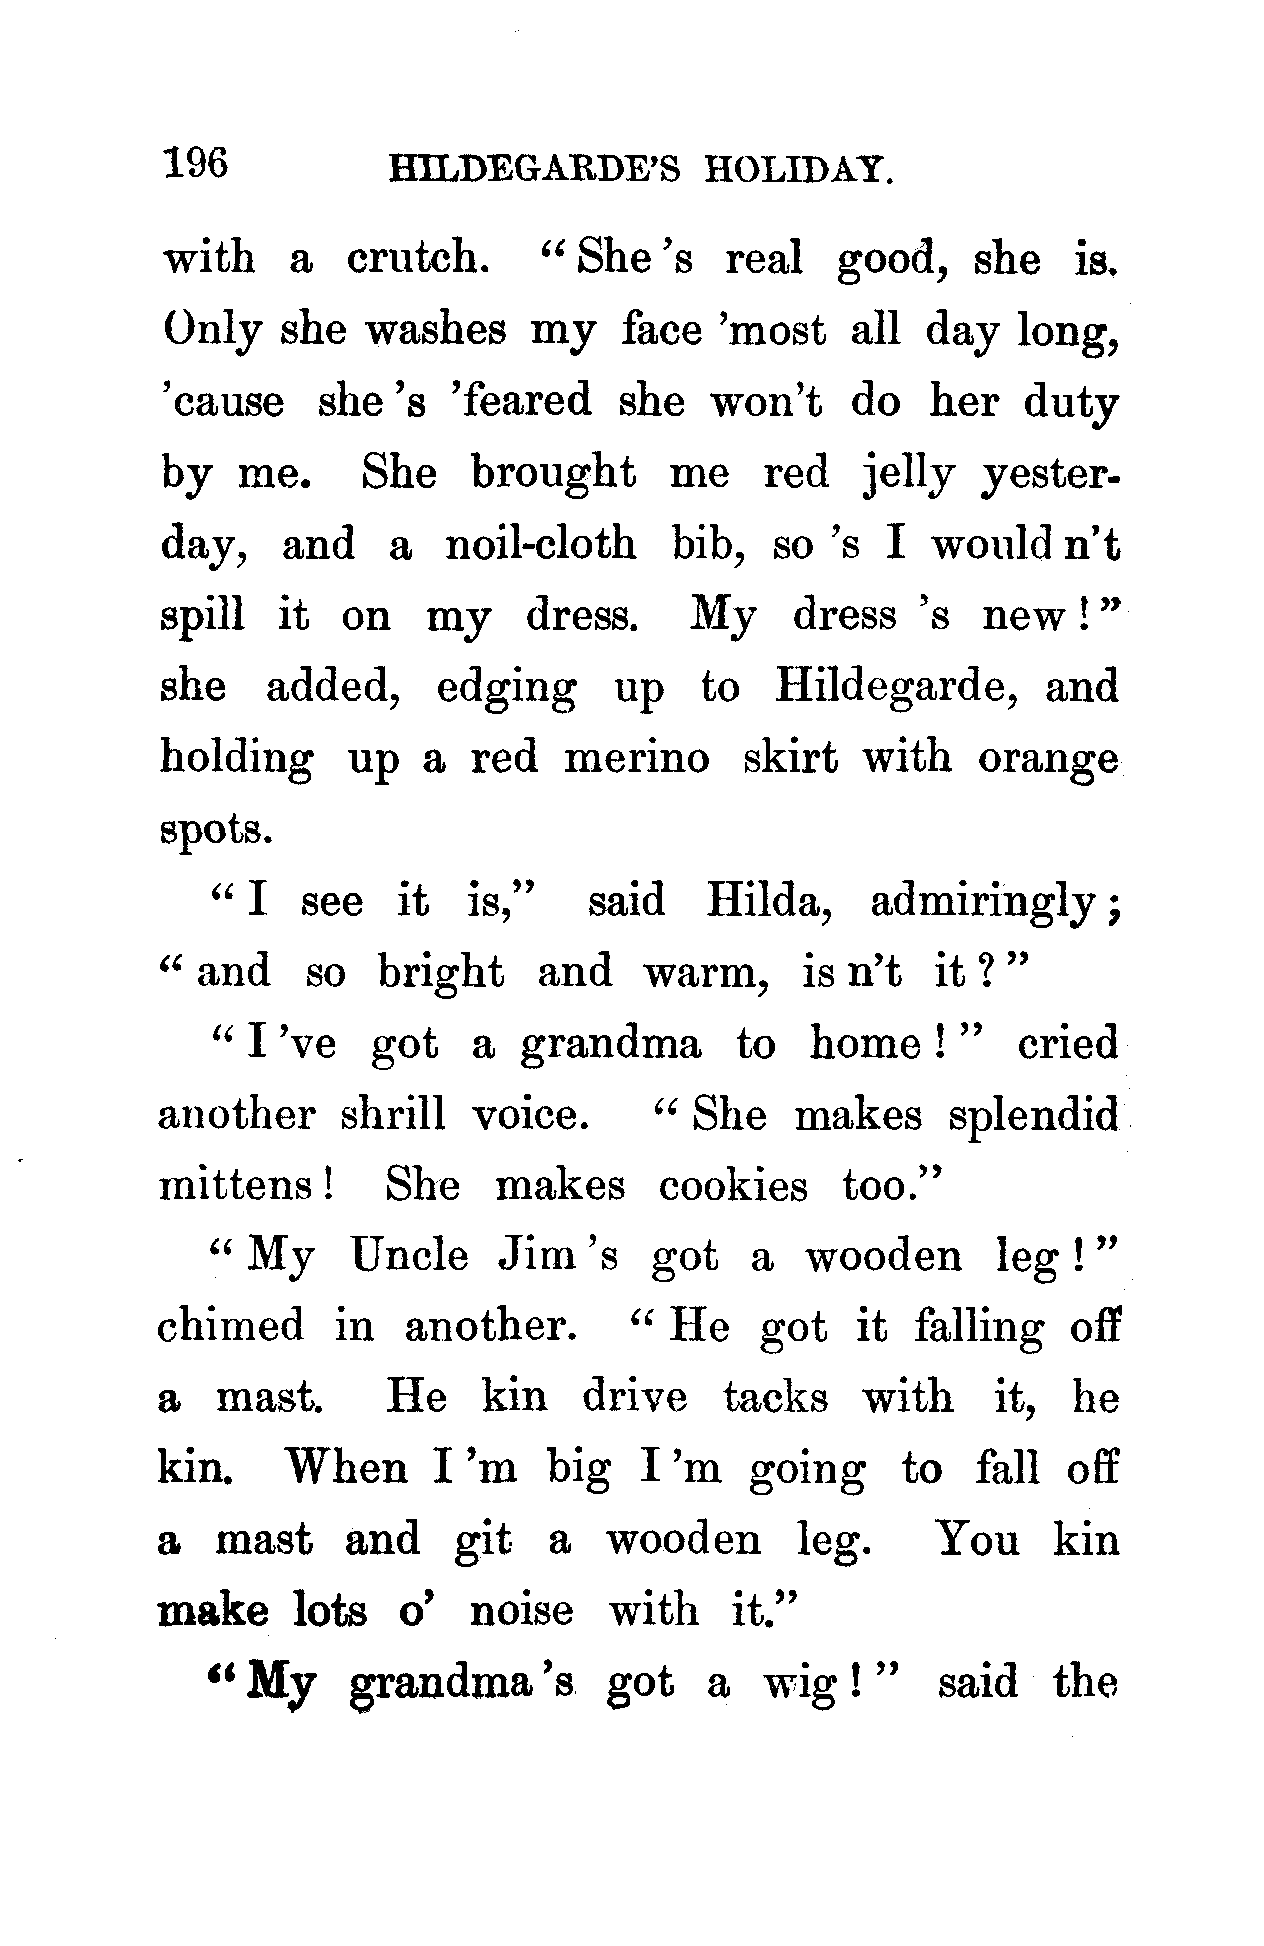 196 HILDEGARDE'S HOLIDAY.
with a crutch. "She's real good, she is.
Only she washes my face 'most all day long,
'cause she's 'feared she won't do her duty
by me. She brought me red jelly yester-
day, and a noil-cloth bib, so's I would n't
spill it on my dress. My dress 's new!"
she added, edging up to Hildegarde, and
holding up a red merino skirt with orange
spots.
"I see it is," said Hilda, admiringly;
"and so bright and warm, is n't it?"
"I 've got a grandma to home!" cried
another shrill voice. "She makes splendid
mittens! She makes cookies too."
"My Uncle Jim 's got a wooden leg!"
chimed in another. "He got it falling off
a mast. He kin drive tacks with it, he
kin. When I 'm big I 'm going to fall off
a mast and git a wooden leg. You kin
make lots o' noise with it."
"My grandma 's got a wig!" said the